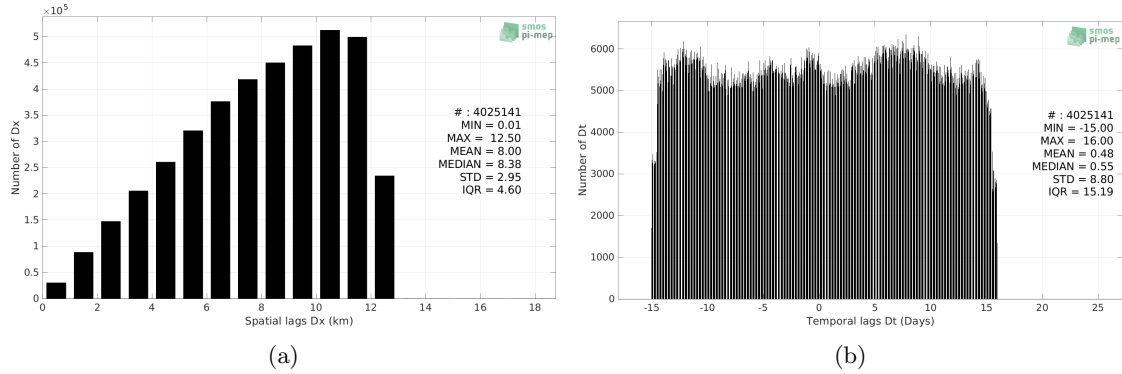 ×10⁵
5
4.5
4
3.5
3
2.5
2
1.5
1
0.5
0
Number of Dx
0 2 4 6 8 10 12 14 16 18
Spatial lags Dx (km)
smos
pi-mep
# : 4025141
MIN = 0.01
MAX = 12.50
MEAN = 8.00
MEDIAN = 8.38
STD = 2.95
IQR = 4.60
(a)
6000
5000
4000
3000
2000
1000
0
Number of Dt
-15 -10 -5 0 5 10 15 20 25
Temporal lags Dt (Days)
smos
pi-mep
# : 4025141
MIN = -15.00
MAX = 16.00
MEAN = 0.48
MEDIAN = 0.55
STD = 8.80
IQR = 15.19
(b)